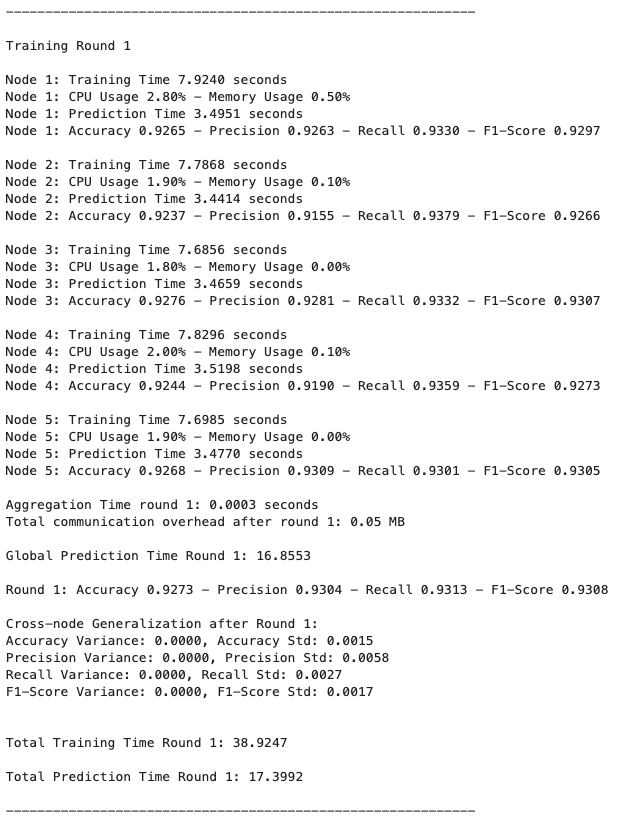 ------------------------------------------------------------
Training Round 1
Node 1: Training Time 7.9240 seconds
Node 1: CPU Usage 2.80% - Memory Usage 0.50%
Node 1: Prediction Time 3.4951 seconds
Node 1: Accuracy 0.9265 - Precision 0.9263 - Recall 0.9330 - F1-Score 0.9297
Node 2: Training Time 7.7868 seconds
Node 2: CPU Usage 1.90% - Memory Usage 0.10%
Node 2: Prediction Time 3.4414 seconds
Node 2: Accuracy 0.9237 - Precision 0.9155 - Recall 0.9379 - F1-Score 0.9266
Node 3: Training Time 7.6856 seconds
Node 3: CPU Usage 1.80% - Memory Usage 0.00%
Node 3: Prediction Time 3.4659 seconds
Node 3: Accuracy 0.9276 - Precision 0.9281 - Recall 0.9332 - F1-Score 0.9307
Node 4: Training Time 7.8296 seconds
Node 4: CPU Usage 2.00% - Memory Usage 0.10%
Node 4: Prediction Time 3.5198 seconds
Node 4: Accuracy 0.9244 - Precision 0.9190 - Recall 0.9359 - F1-Score 0.9273
Node 5: Training Time 7.6985 seconds
Node 5: CPU Usage 1.90% - Memory Usage 0.00%
Node 5: Prediction Time 3.4770 seconds
Node 5: Accuracy 0.9268 - Precision 0.9309 - Recall 0.9301 - F1-Score 0.9305
Aggregation Time round 1: 0.0003 seconds
Total communication overhead after round 1: 0.05 MB
Global Prediction Time Round 1: 16.8553
Round 1: Accuracy 0.9273 - Precision 0.9304 - Recall 0.9313 - F1-Score 0.9308
Cross-node Generalization after Round 1:
Accuracy Variance: 0.0000, Accuracy Std: 0.0015
Precision Variance: 0.0000, Precision Std: 0.0058
Recall Variance: 0.0000, Recall Std: 0.0027
F1-Score Variance: 0.0000, F1-Score Std: 0.0017
Total Training Time Round 1: 38.9247
Total Prediction Time Round 1: 17.3992
------------------------------------------------------------